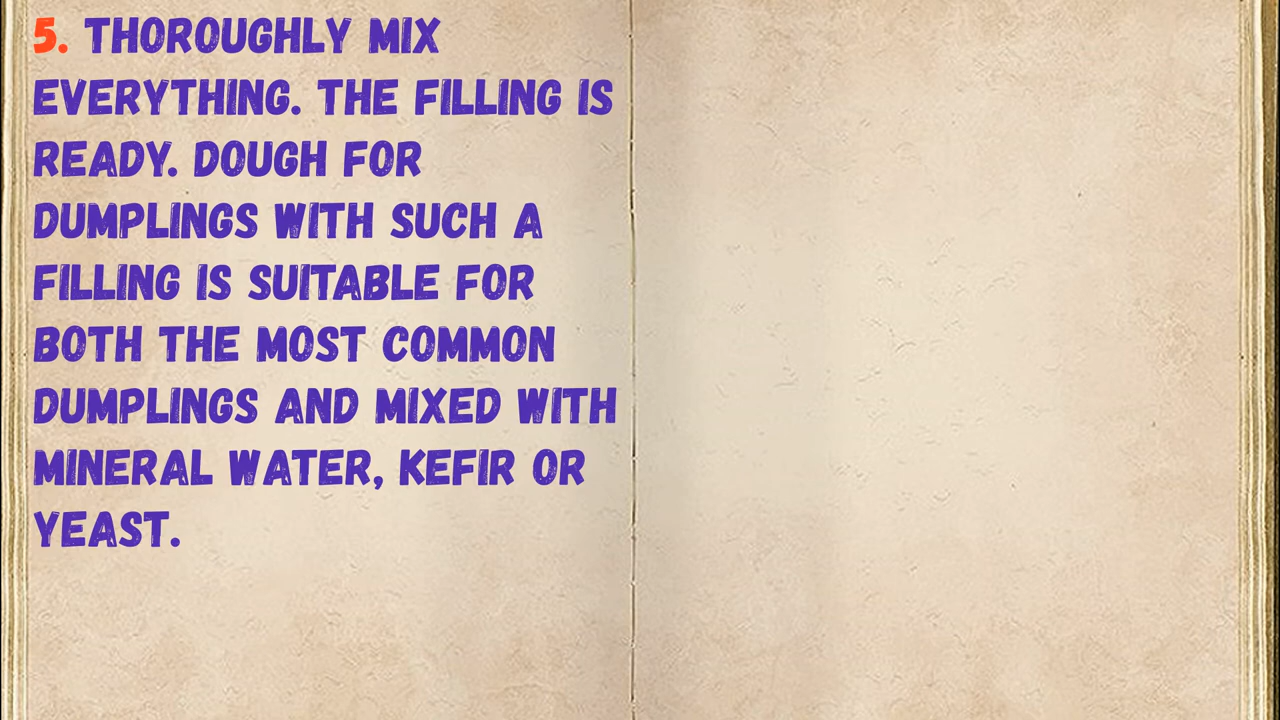 5. THOROUGHLY MIX
EVERYTHING. THE FILLING IS
READY. DOUGH FOR
DUMPLINGS WITH SUCH A
FILLING IS SUITABLE FOR
BOTH THE MOST COMMON
DUMPLINGS AND MIXED WITH
MINERAL WATER, KEFIR OR
YEAST.